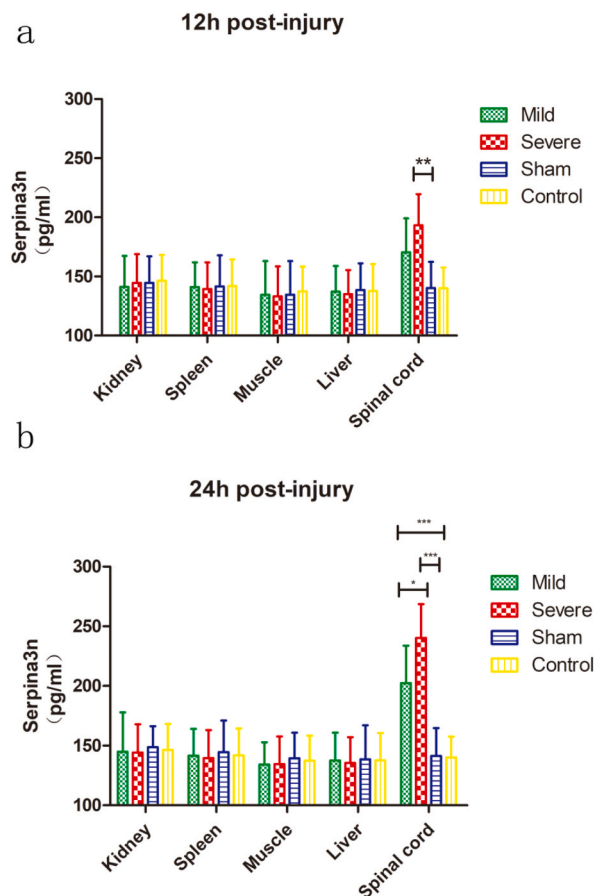 a
12h post-injury
Serpina3n
（pg/ml）
300
250
200
150
100
**
Mild
Severe
Sham
Control
Kidney
Spleen
Muscle
Liver
Spinal cord
b
24h post-injury
Serpina3n
（pg/ml）
300
250
200
150
100
***
***
*
Mild
Severe
Sham
Control
Kidney
Spleen
Muscle
Liver
Spinal cord